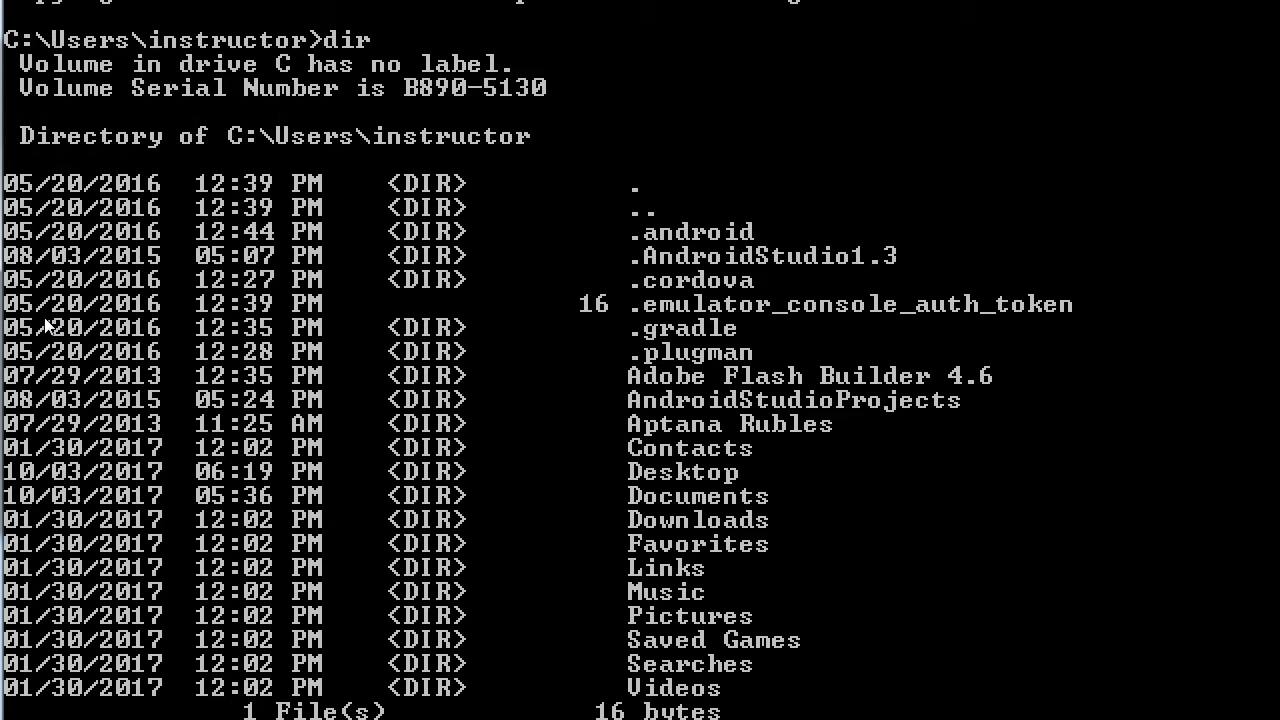 C:\Users\instructor>dir
Volume in drive C has no label.
Volume Serial Number is B890-5130
Directory of C:\Users\instructor
05/20/2016 12:39 PM <DIR> .
05/20/2016 12:39 PM <DIR> ..
05/20/2016 12:44 PM <DIR> .android
08/03/2015 05:07 PM <DIR> .AndroidStudio1.3
05/20/2016 12:27 PM <DIR> .cordova
05/20/2016 12:39 PM 16 .emulator_console_auth_token
05/20/2016 12:35 PM <DIR> .gradle
05/20/2016 12:28 PM <DIR> .plugman
07/29/2013 12:35 PM <DIR> Adobe Flash Builder 4.6
08/03/2015 05:24 PM <DIR> AndroidStudioProjects
07/29/2013 11:25 AM <DIR> Aptana Rubles
01/30/2017 12:02 PM <DIR> Contacts
10/03/2017 06:19 PM <DIR> Desktop
10/03/2017 05:36 PM <DIR> Documents
01/30/2017 12:02 PM <DIR> Downloads
01/30/2017 12:02 PM <DIR> Favorites
01/30/2017 12:02 PM <DIR> Links
01/30/2017 12:02 PM <DIR> Music
01/30/2017 12:02 PM <DIR> Pictures
01/30/2017 12:02 PM <DIR> Saved Games
01/30/2017 12:02 PM <DIR> Searches
01/30/2017 12:02 PM <DIR> Videos
1 File(s) 16 bytes